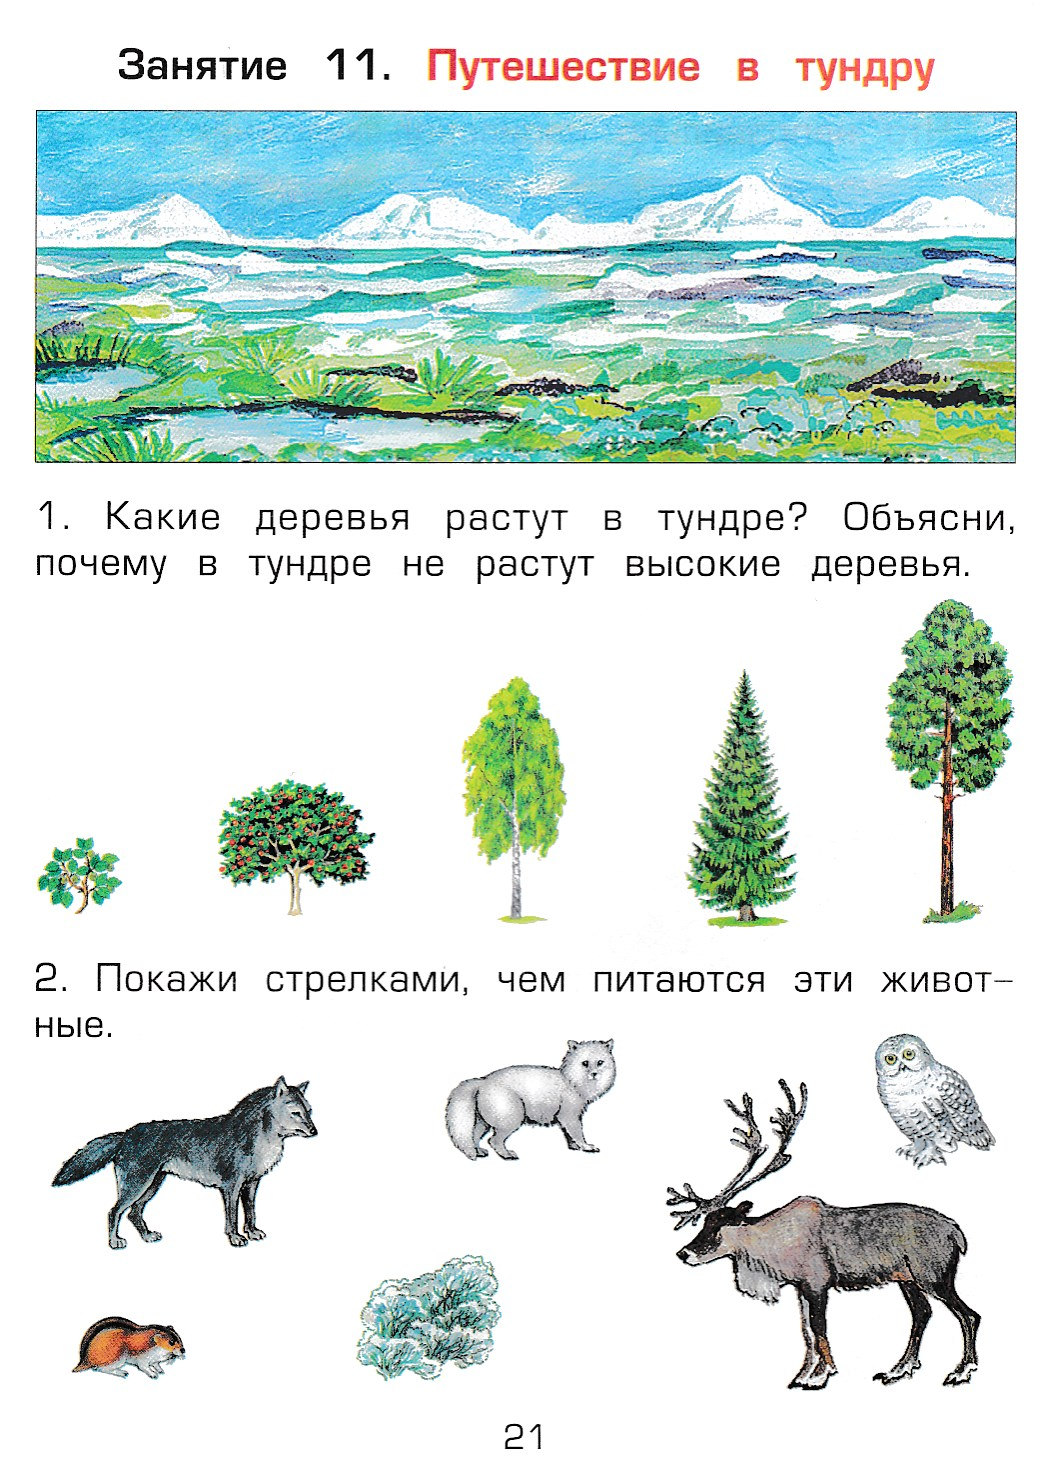 Занятие 11. Путешествие в тундру
1. Какие деревья растут в тундре? Объясни,
почему в тундре не растут высокие деревья.
2. Покажи стрелками, чем питаются эти живот-
ные.
21